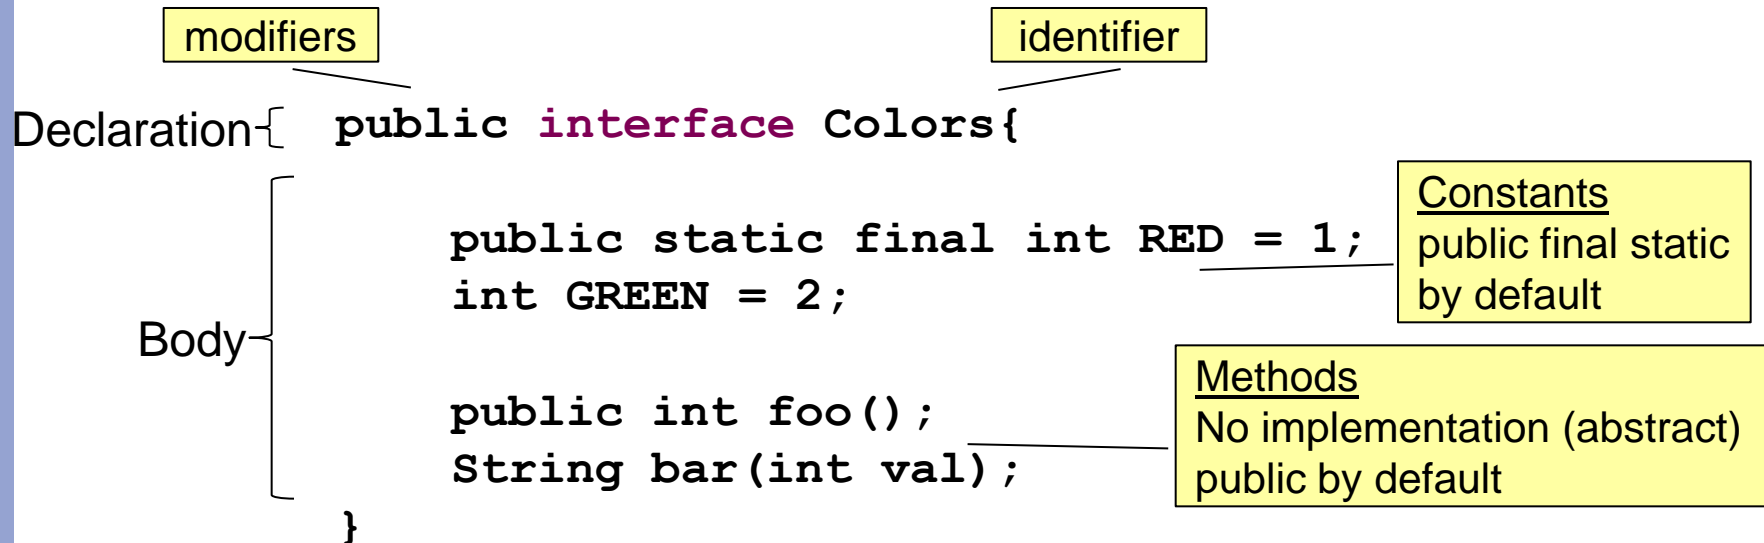 modifiers
identifier
Declaration
public interface Colors{
Constants
public final static
by default
public static final int RED = 1;
int GREEN = 2;
Body
Methods
No implementation (abstract)
public by default
public int foo();
String bar(int val);
}